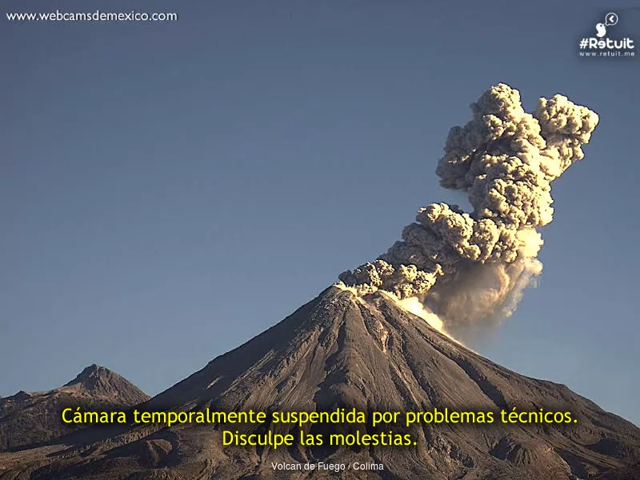 www.webcamsdemexico.com
#Retuit
www.retuit.me
Cámara temporalmente suspendida por problemas técnicos.
Disculpe las molestias.
Volcan de Fuego / Colima